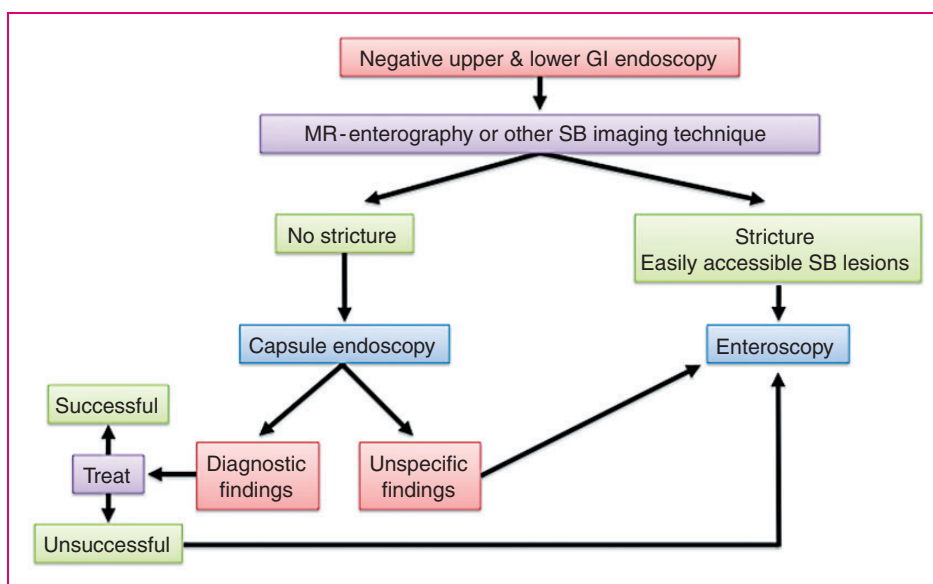 Negative upper & lower GI endoscopy
MR-enterography or other SB imaging technique
No stricture
Stricture
Easily accessible SB lesions
Capsule endoscopy
Enteroscopy
Successful
Treat
Diagnostic
findings
Unspecific
findings
Unsuccessful